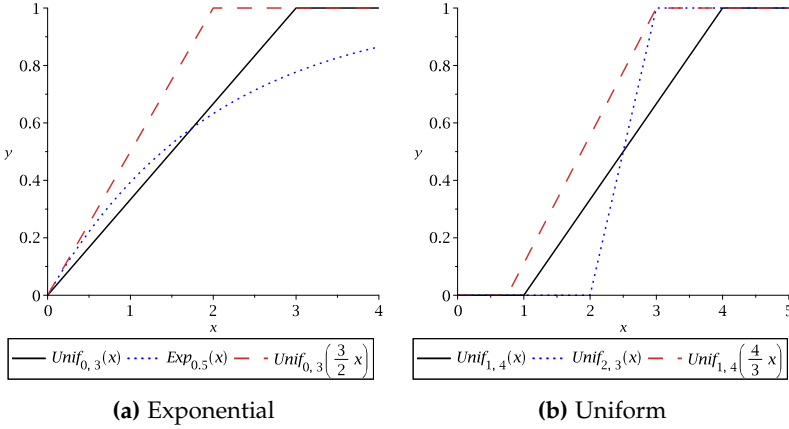 1
0.8
0.6
y
0.4
0.2
0
0 1 2 3 4
x
Unif0, 3(x) Exp0.5(x) Unif0, 3(3/2 x)
(a) Exponential
1
0.8
0.6
y
0.4
0.2
0
0 1 2 3 4 5
x
Unif1, 4(x) Unif2, 3(x) Unif1, 4(4/3 x)
(b) Uniform